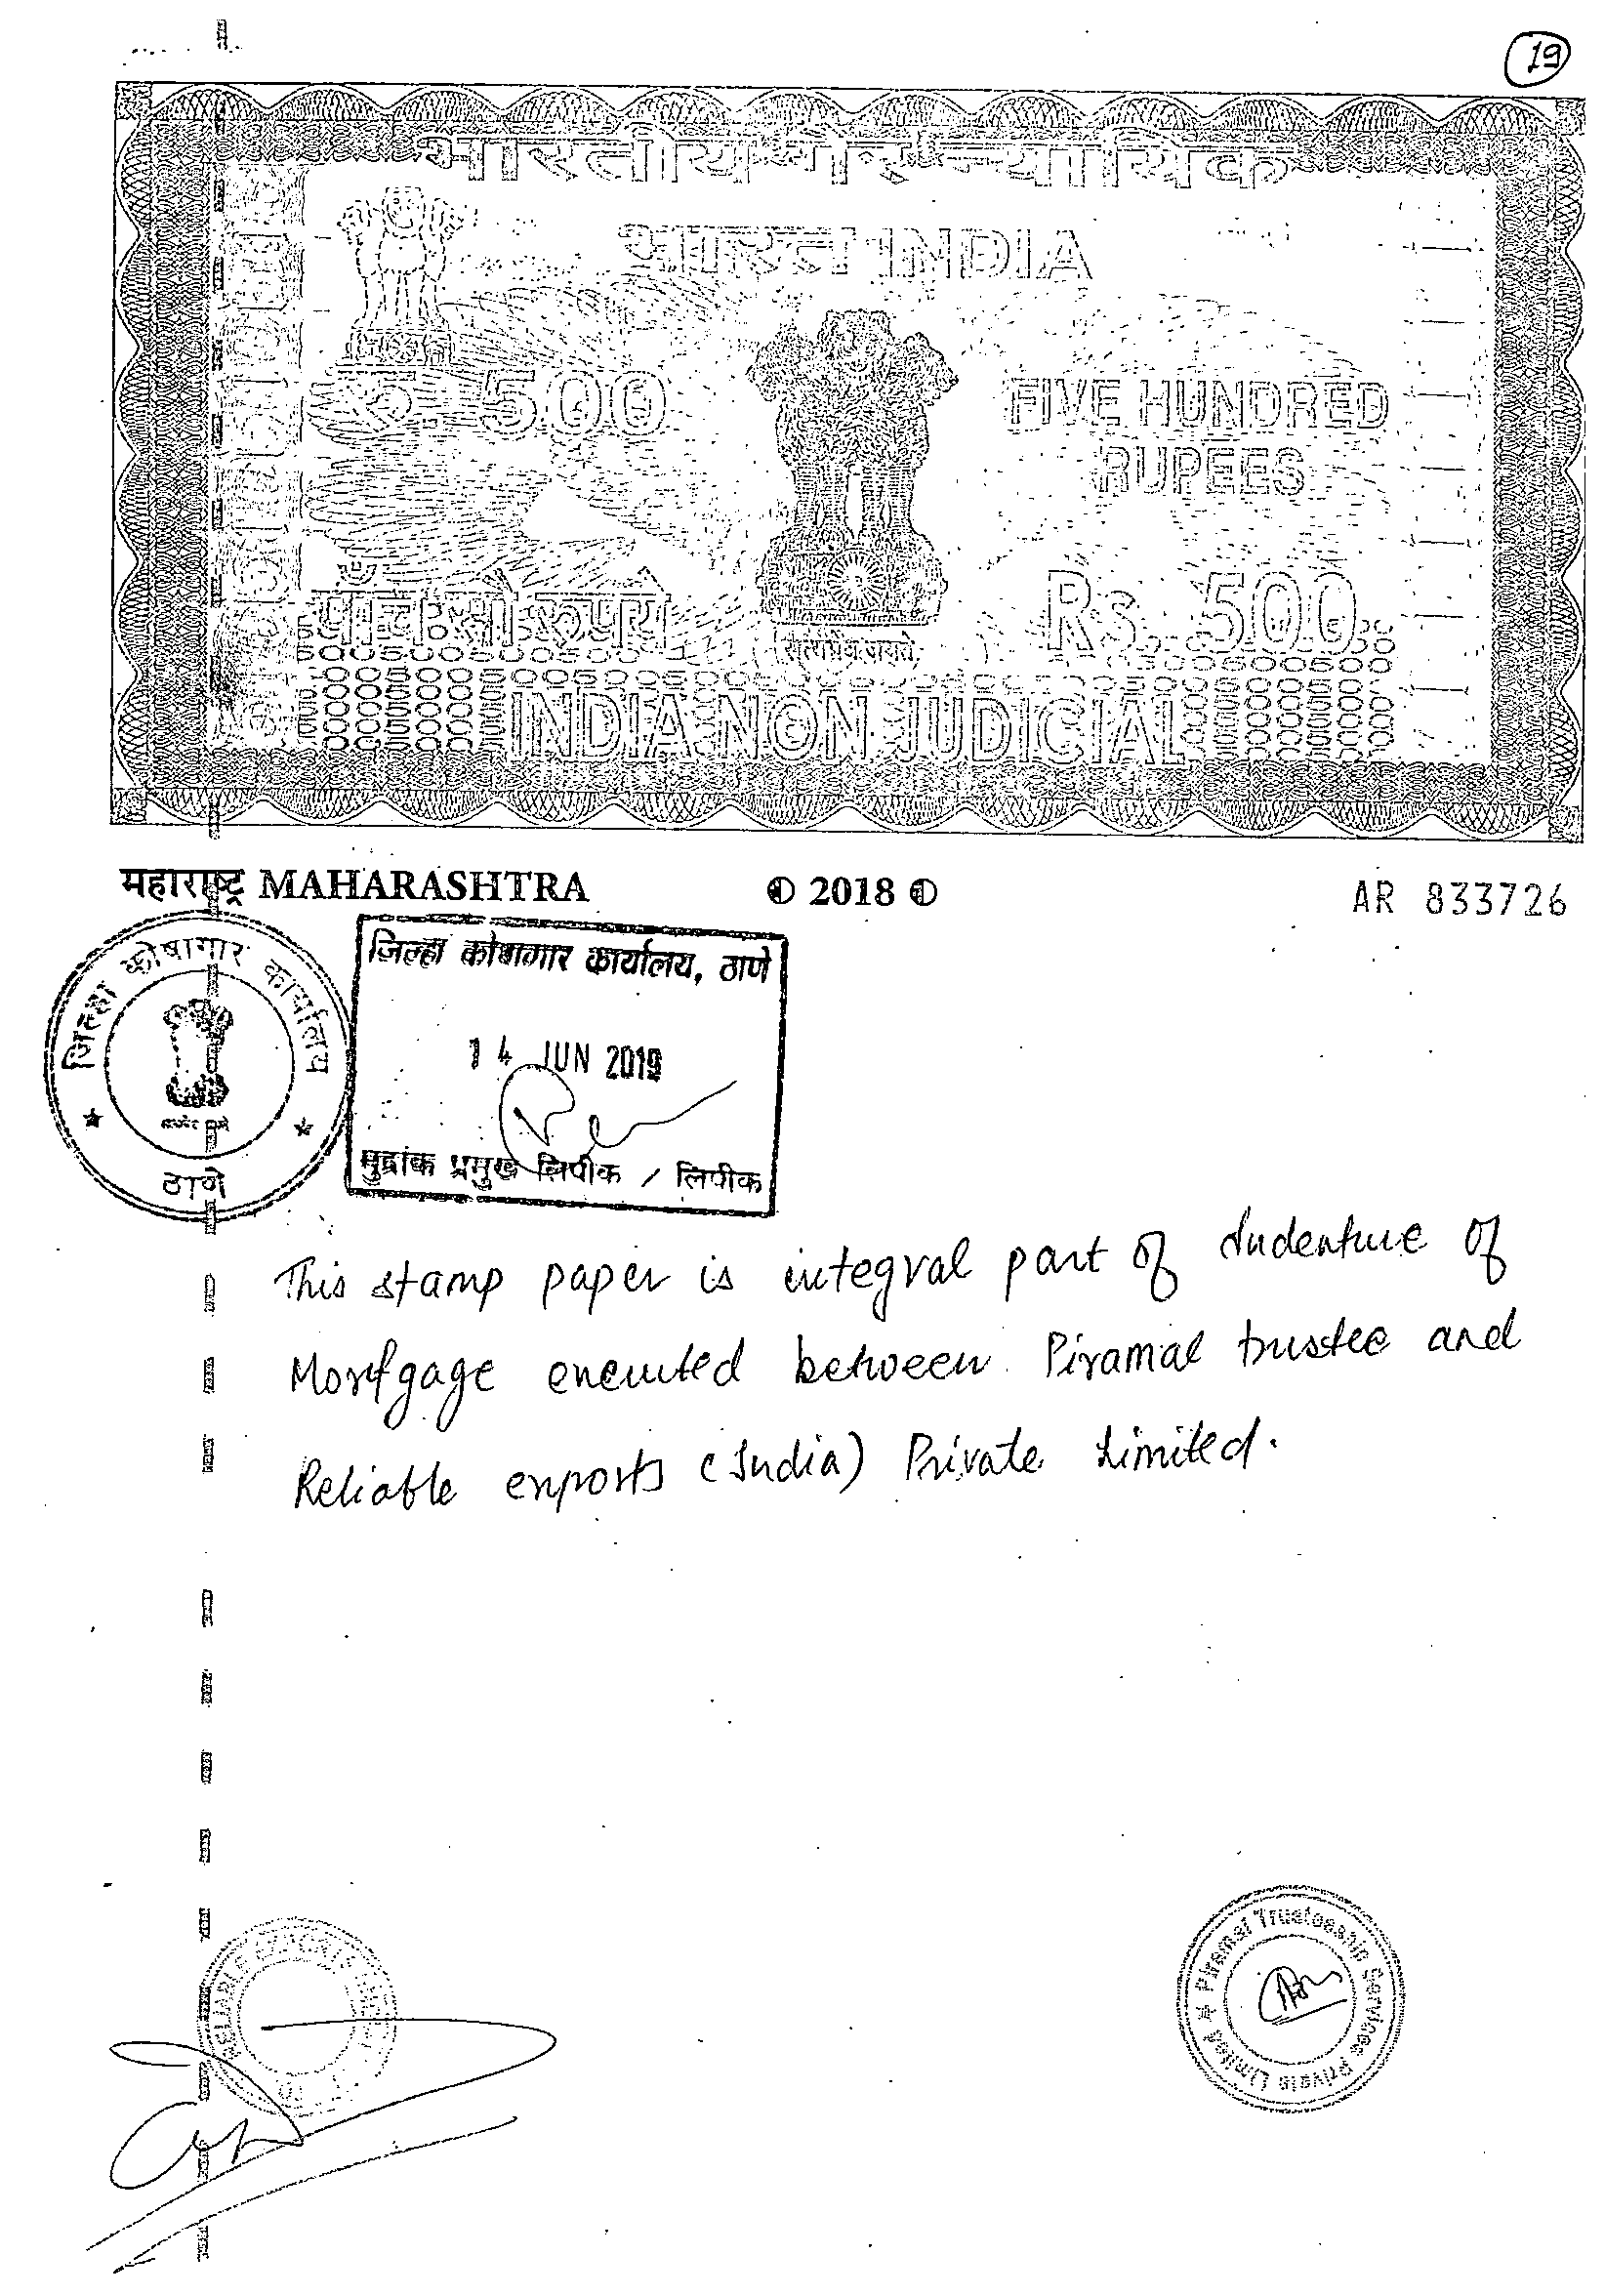 19
भारतीय गैर न्यायिक
भारत INDIA
रु. 500
FIVE HUNDRED
RUPEES
पाँच सौ रुपये
सत्यमेव जयते
Rs. 500
INDIA NON JUDICIAL
महाराष्ट्र MAHARASHTRA
2018
AR 833726
जिल्हा कोषागार कार्यालय
ठाणे
जिल्हा कोषागार कार्यालय, ठाणे
14 JUN 2019
मुद्रांक प्रमुख लिपीक / लिपीक
This stamp paper is integral part of Indenture of
Mortgage executed between Piramal trustee and
Reliable exports (India) Private Limited.
RELIABLE EXPORTS
Piramal Trusteeship Services Private Limited